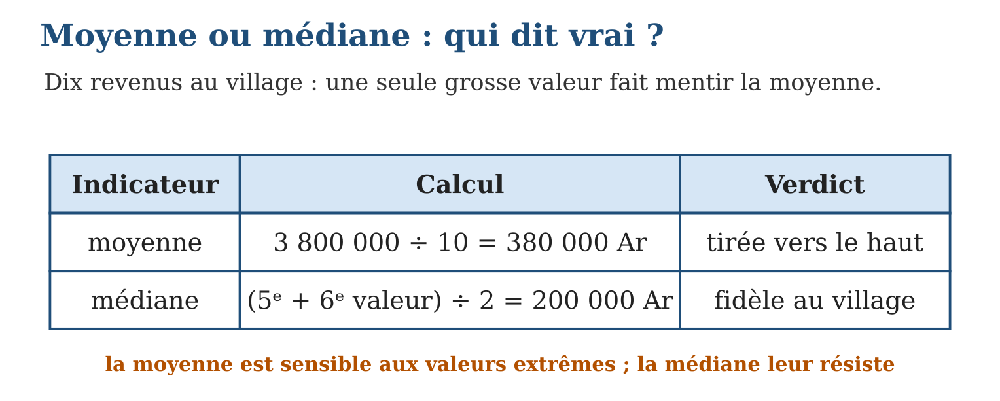 Moyenne ou médiane : qui dit vrai ?
Dix revenus au village : une seule grosse valeur fait mentir la moyenne.
Indicateur Calcul Verdict
moyenne 3 800 000 ÷ 10 = 380 000 Ar tirée vers le haut
médiane (5ᵉ + 6ᵉ valeur) ÷ 2 = 200 000 Ar fidèle au village
la moyenne est sensible aux valeurs extrêmes ; la médiane leur résiste